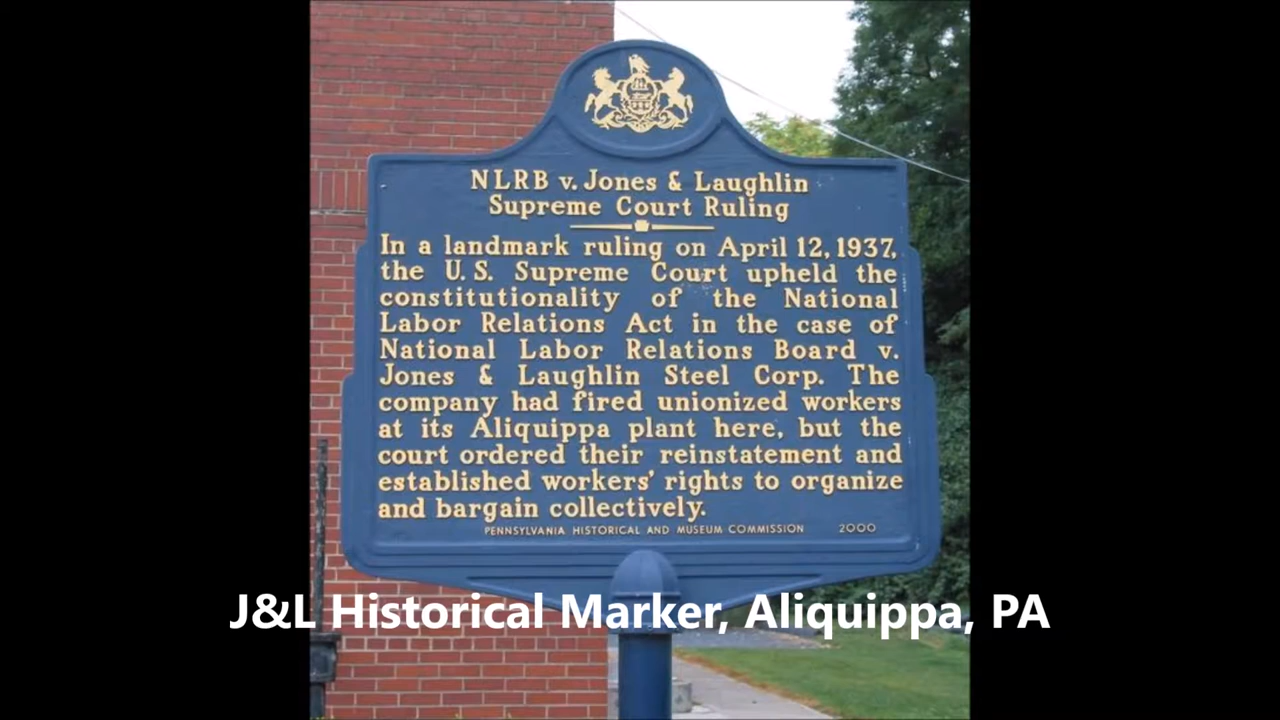 NLRB v. Jones & Laughlin
Supreme Court Ruling
In a landmark ruling on April 12, 1937,
the U.S. Supreme Court upheld the
constitutionality of the National
Labor Relations Act in the case of
National Labor Relations Board v.
Jones & Laughlin Steel Corp. The
company had fired unionized workers
at its Aliquippa plant here, but the
court ordered their reinstatement and
established workers' rights to organize
and bargain collectively.
PENNSYLVANIA HISTORICAL AND MUSEUM COMMISSION 2000
J&L Historical Marker, Aliquippa, PA